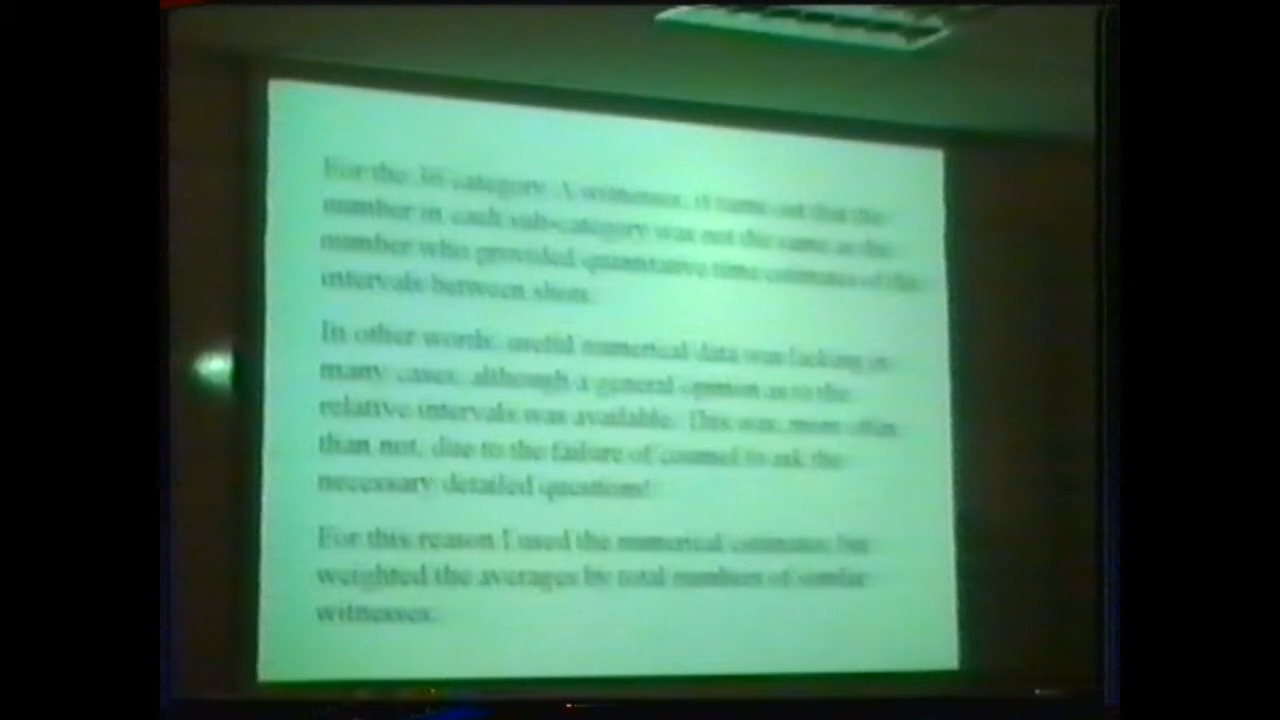 For the 36 category A witnesses, it turns out that the
number in each sub-category was not the same as the
number who provided quantitative time estimates of the
intervals between shots.
In other words, useful numerical data was lacking in
many cases, although a general opinion as to the
relative intervals was available. This was, more often
than not, due to the failure of counsel to ask the
necessary detailed questions!
For this reason I used the numerical estimates but
weighted the averages by total numbers of similar
witnesses.